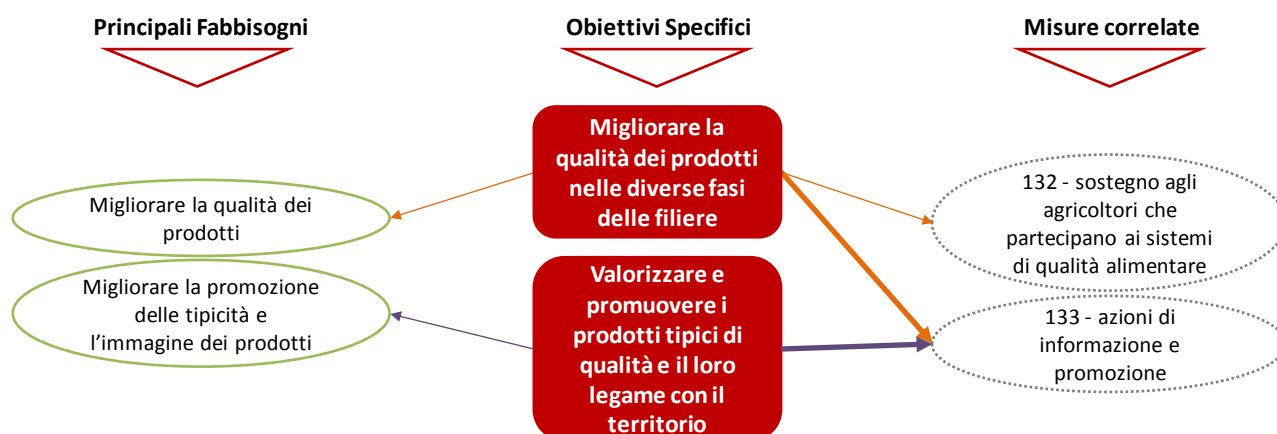 Principali Fabbisogni
Obiettivi Specifici
Misure correlate
Migliorare la qualità dei
prodotti
Migliorare la promozione
delle tipicità e
l'immagine dei prodotti
Migliorare la
qualità dei prodotti
nelle diverse fasi
delle filiere
Valorizzare e
promuovere i
prodotti tipici di
qualità e il loro
legame con il
territorio
132 - sostegno agli
agricoltori che
partecipano ai sistemi
di qualità alimentare
133 - azioni di
informazione e
promozione